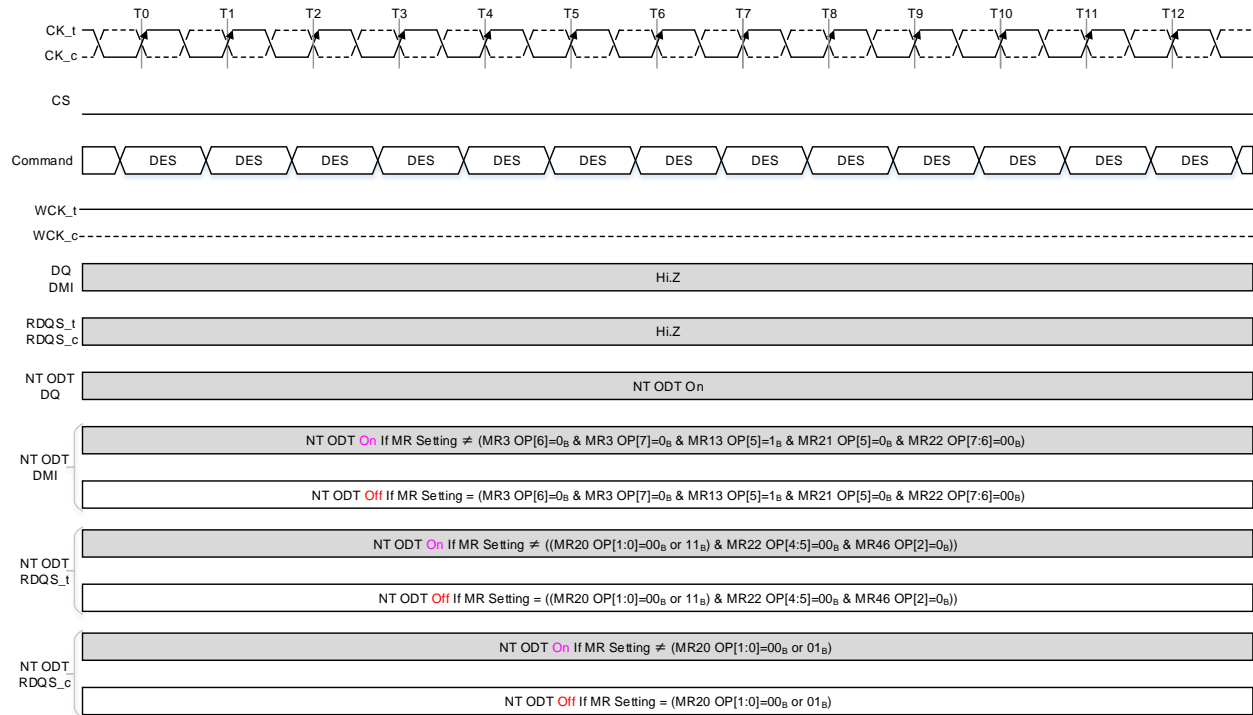 T0 T1 T2 T3 T4 T5 T6 T7 T8 T9 T10 T11 T12
CK_t
CK_c
CS
Command DES DES DES DES DES DES DES DES DES DES DES DES DES
WCK_t
WCK_c
DQ
DMI
Hi.Z
RDQS_t
RDQS_c
Hi.Z
NT ODT
DQ
NT ODT On
NT ODT
DMI
NT ODT On If MR Setting ≠ (MR3 OP[6]=0B & MR3 OP[7]=0B & MR13 OP[5]=1B & MR21 OP[5]=0B & MR22 OP[7:6]=00B)
NT ODT Off If MR Setting = (MR3 OP[6]=0B & MR3 OP[7]=0B & MR13 OP[5]=1B & MR21 OP[5]=0B & MR22 OP[7:6]=00B)
NT ODT
RDQS_t
NT ODT On If MR Setting ≠ ((MR20 OP[1:0]=00B or 11B) & MR22 OP[4:5]=00B & MR46 OP[2]=0B))
NT ODT Off If MR Setting = ((MR20 OP[1:0]=00B or 11B) & MR22 OP[4:5]=00B & MR46 OP[2]=0B))
NT ODT
RDQS_c
NT ODT On If MR Setting ≠ (MR20 OP[1:0]=00B or 01B)
NT ODT Off If MR Setting = (MR20 OP[1:0]=00B or 01B)